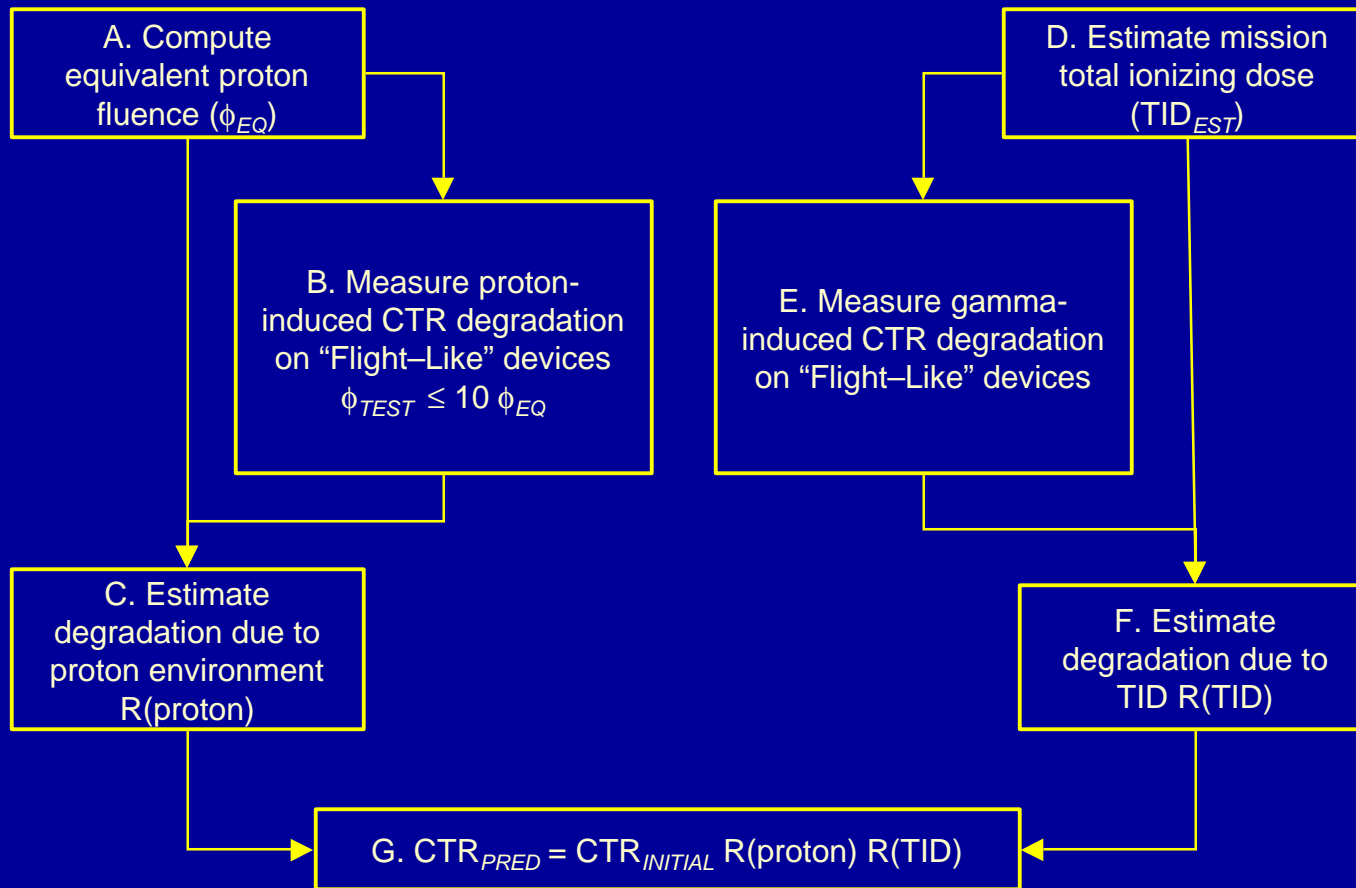 A. Compute
equivalent proton
fluence (ϕEQ)
D. Estimate mission
total ionizing dose
(TIDEST)
B. Measure proton-
induced CTR degradation
on “Flight–Like” devices
ϕTEST ≤ 10 ϕEQ
E. Measure gamma-
induced CTR degradation
on “Flight–Like” devices
C. Estimate
degradation due to
proton environment
R(proton)
F. Estimate
degradation due to
TID R(TID)
G. CTRPRED = CTRINITIAL R(proton) R(TID)